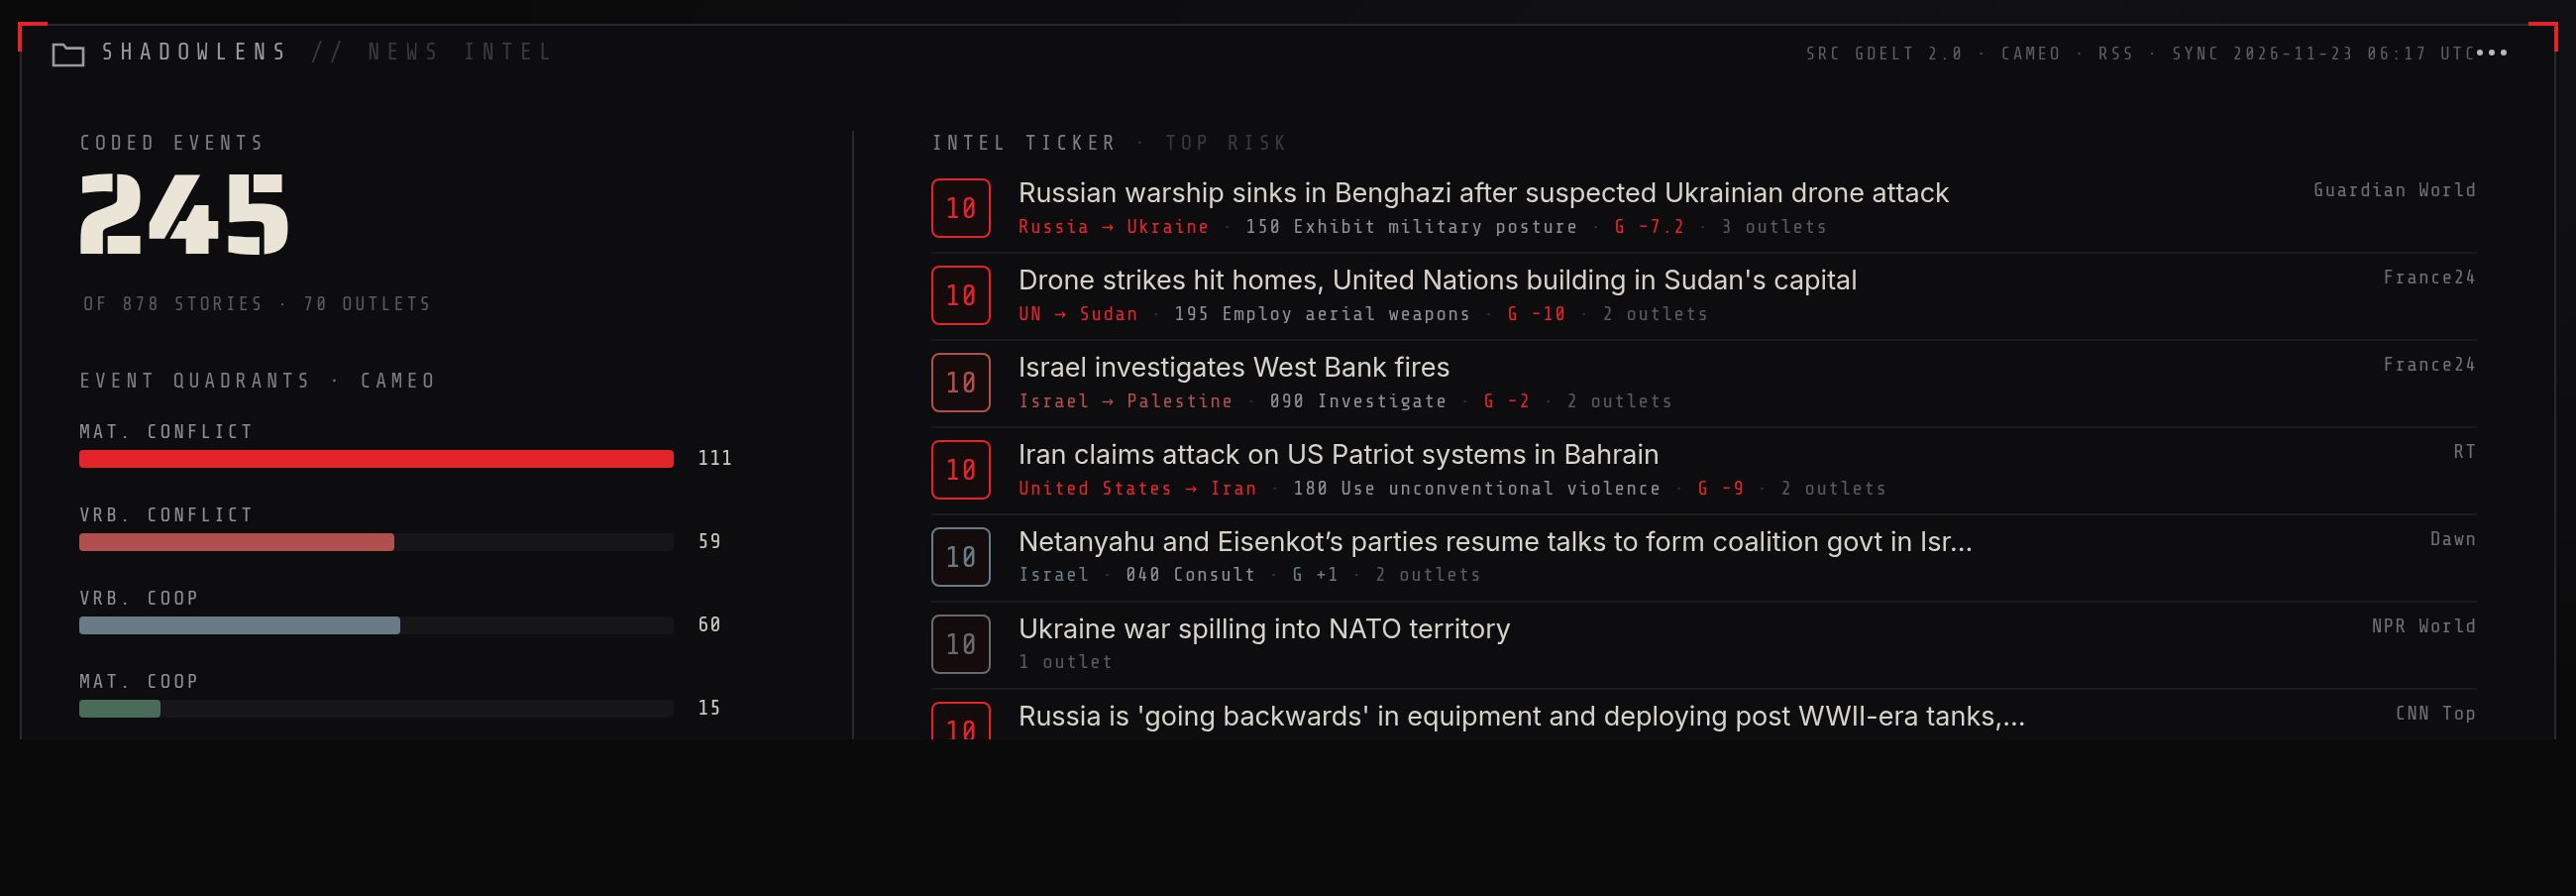 SHADOWLENS // NEWS INTEL
SRC GDELT 2.0 · CAMEO · RSS · SYNC 2026-11-23 06:17 UTC
CODED EVENTS
245
OF 878 STORIES · 70 OUTLETS
EVENT QUADRANTS · CAMEO
MAT. CONFLICT
111
VRB. CONFLICT
59
VRB. COOP
60
MAT. COOP
15
INTEL TICKER · TOP RISK
10
Russian warship sinks in Benghazi after suspected Ukrainian drone attack
Guardian World
Russia → Ukraine · 150 Exhibit military posture · G -7.2 · 3 outlets
10
Drone strikes hit homes, United Nations building in Sudan's capital
France24
UN → Sudan · 195 Employ aerial weapons · G -10 · 2 outlets
10
Israel investigates West Bank fires
France24
Israel → Palestine · 090 Investigate · G -2 · 2 outlets
10
Iran claims attack on US Patriot systems in Bahrain
RT
United States → Iran · 180 Use unconventional violence · G -9 · 2 outlets
10
Netanyahu and Eisenkot’s parties resume talks to form coalition govt in Isr...
Dawn
Israel · 040 Consult · G +1 · 2 outlets
10
Ukraine war spilling into NATO territory
NPR World
1 outlet
10
Russia is 'going backwards' in equipment and deploying post WWII-era tanks,...
CNN Top